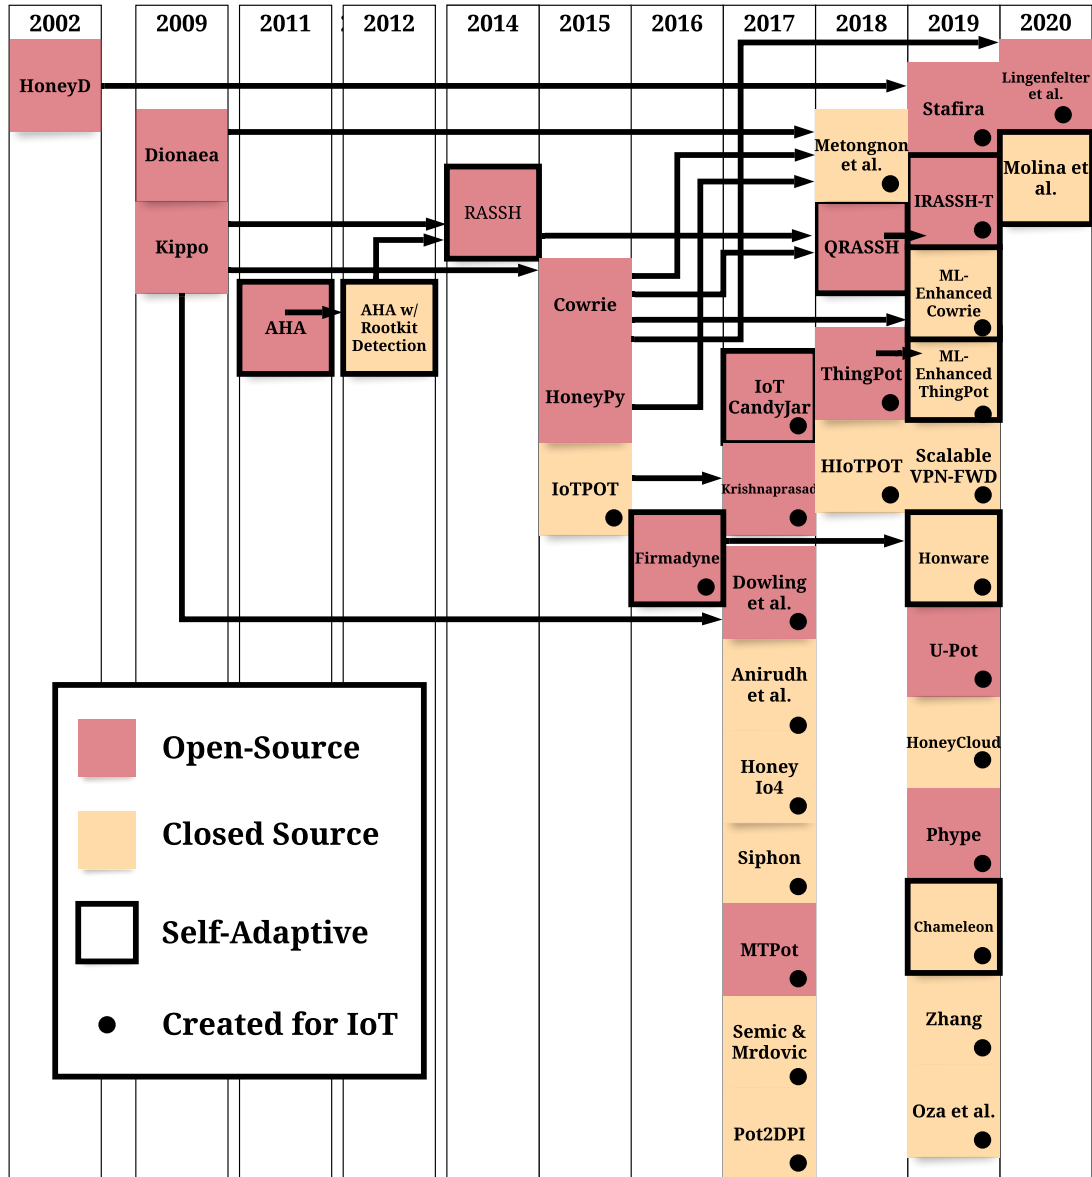 2002
2009
2011
2012
2014
2015
2016
2017
2018
2019
2020
HoneyD
Dionaea
Kippo
AHA
AHA w/
Rootkit
Detection
RASSH
Cowrie
HoneyPy
IoTPOT
Firmadyne
IoT
CandyJar
Krishnaprasad
Dowling
et al.
Anirudh
et al.
Honey
Io4
Siphon
MTPot
Semic &
Mrdovic
Pot2DPI
Metongnon
et al.
QRASSH
ThingPot
HIoTPOT
Stafira
IRASSH-T
ML-
Enhanced
Cowrie
ML-
Enhanced
ThingPot
Scalable
VPN-FWD
Honware
U-Pot
HoneyCloud
Phype
Chameleon
Zhang
Oza et al.
Lingenfelter
et al.
Molina et
al.
Open-Source
Closed Source
Self-Adaptive
Created for IoT